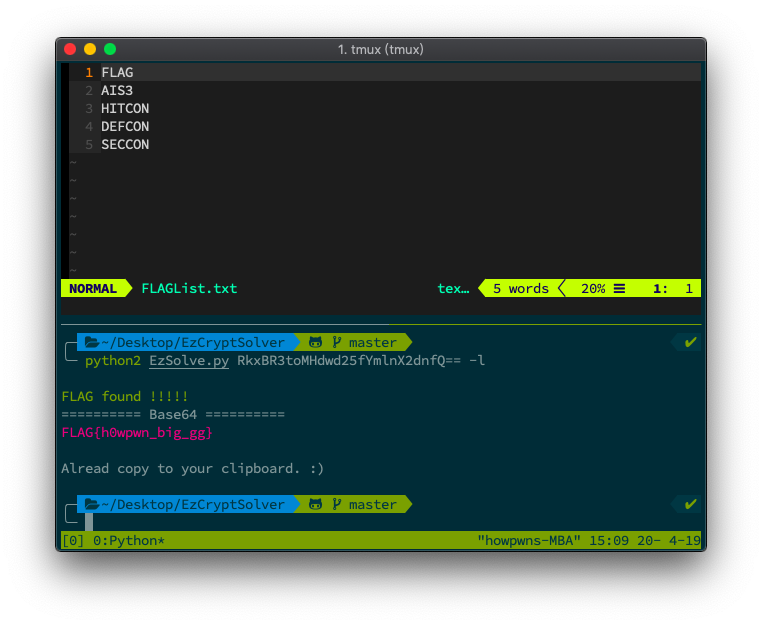 1. tmux (tmux)
1 FLAG
2 AIS3
3 HITCON
4 DEFCON
5 SECCON
~
~
~
~
~
~
~
NORMAL FLAGList.txt tex… 5 words 20% ☰ 1: 1
~/Desktop/EzCryptSolver master ✔
python2 EzSolve.py RkxBR3toMHdwd25fYmlnX2dnfQ== -l
FLAG found !!!!!
========== Base64 ==========
FLAG{h0wpwn_big_gg}
Alread copy to your clipboard. :)
~/Desktop/EzCryptSolver master ✔
[0] 0:Python* "howpwns-MBA" 15:09 20- 4-19